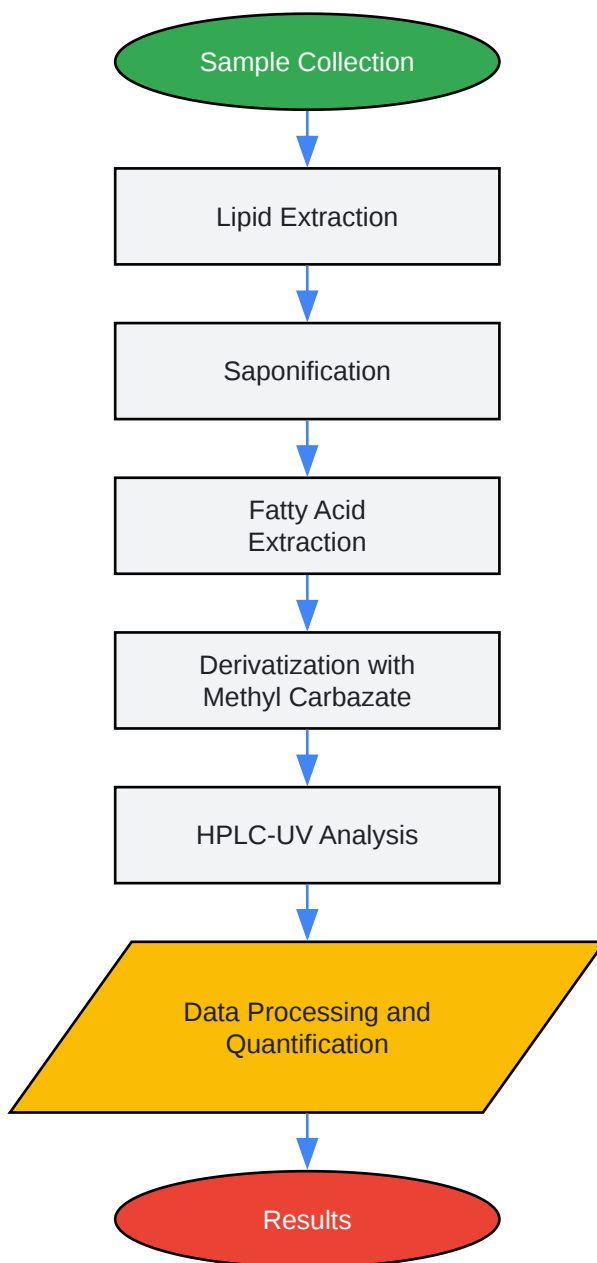 Sample Collection
Lipid Extraction
Saponification
Fatty Acid
Extraction
Derivatization with
Methyl Carbazate
HPLC-UV Analysis
Data Processing and
Quantification
Results